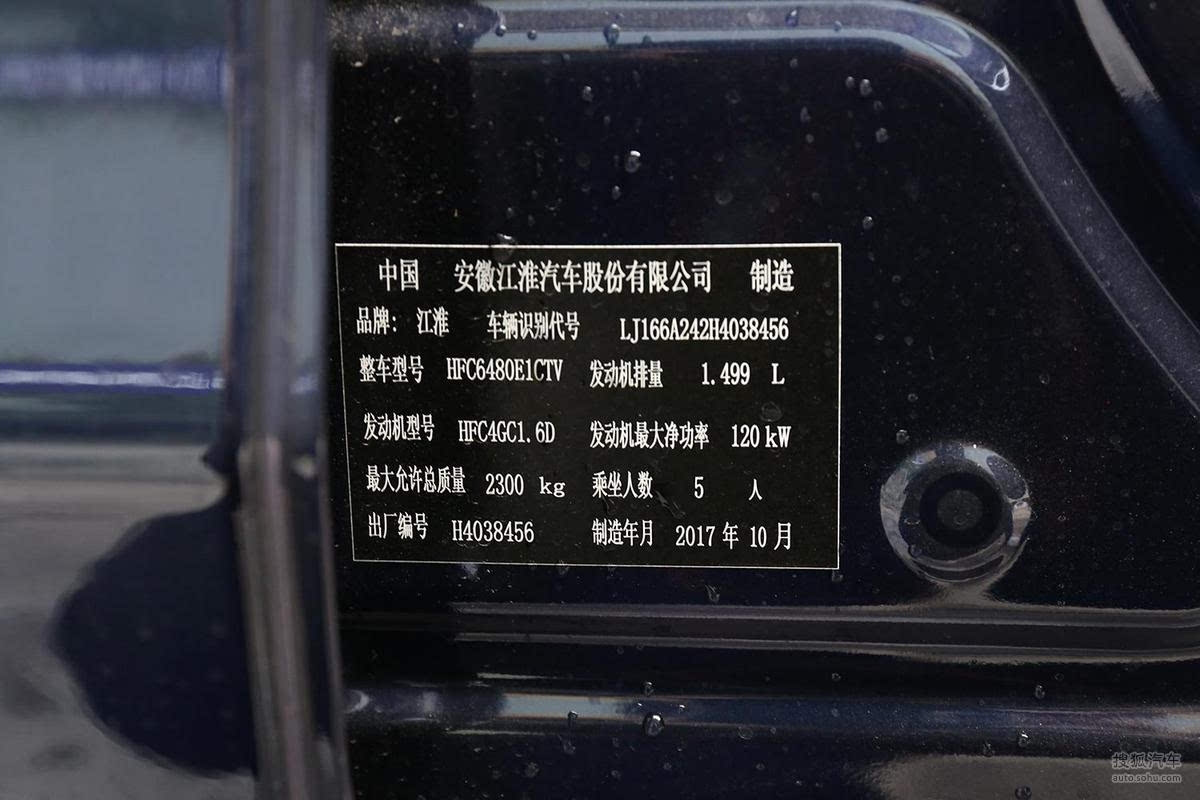 中国 安徽江淮汽车股份有限公司 制造
品牌: 江淮 车辆识别代号 LJ166A242H4038456
整车型号 HFC6480E1CTV 发动机排量 1.499 L
发动机型号 HFC4GC1.6D 发动机最大净功率 120 kW
最大允许总质量 2300 kg 乘坐人数 5 人
出厂编号 H4038456 制造年月 2017 年 10 月
搜狐汽车
auto.sohu.com